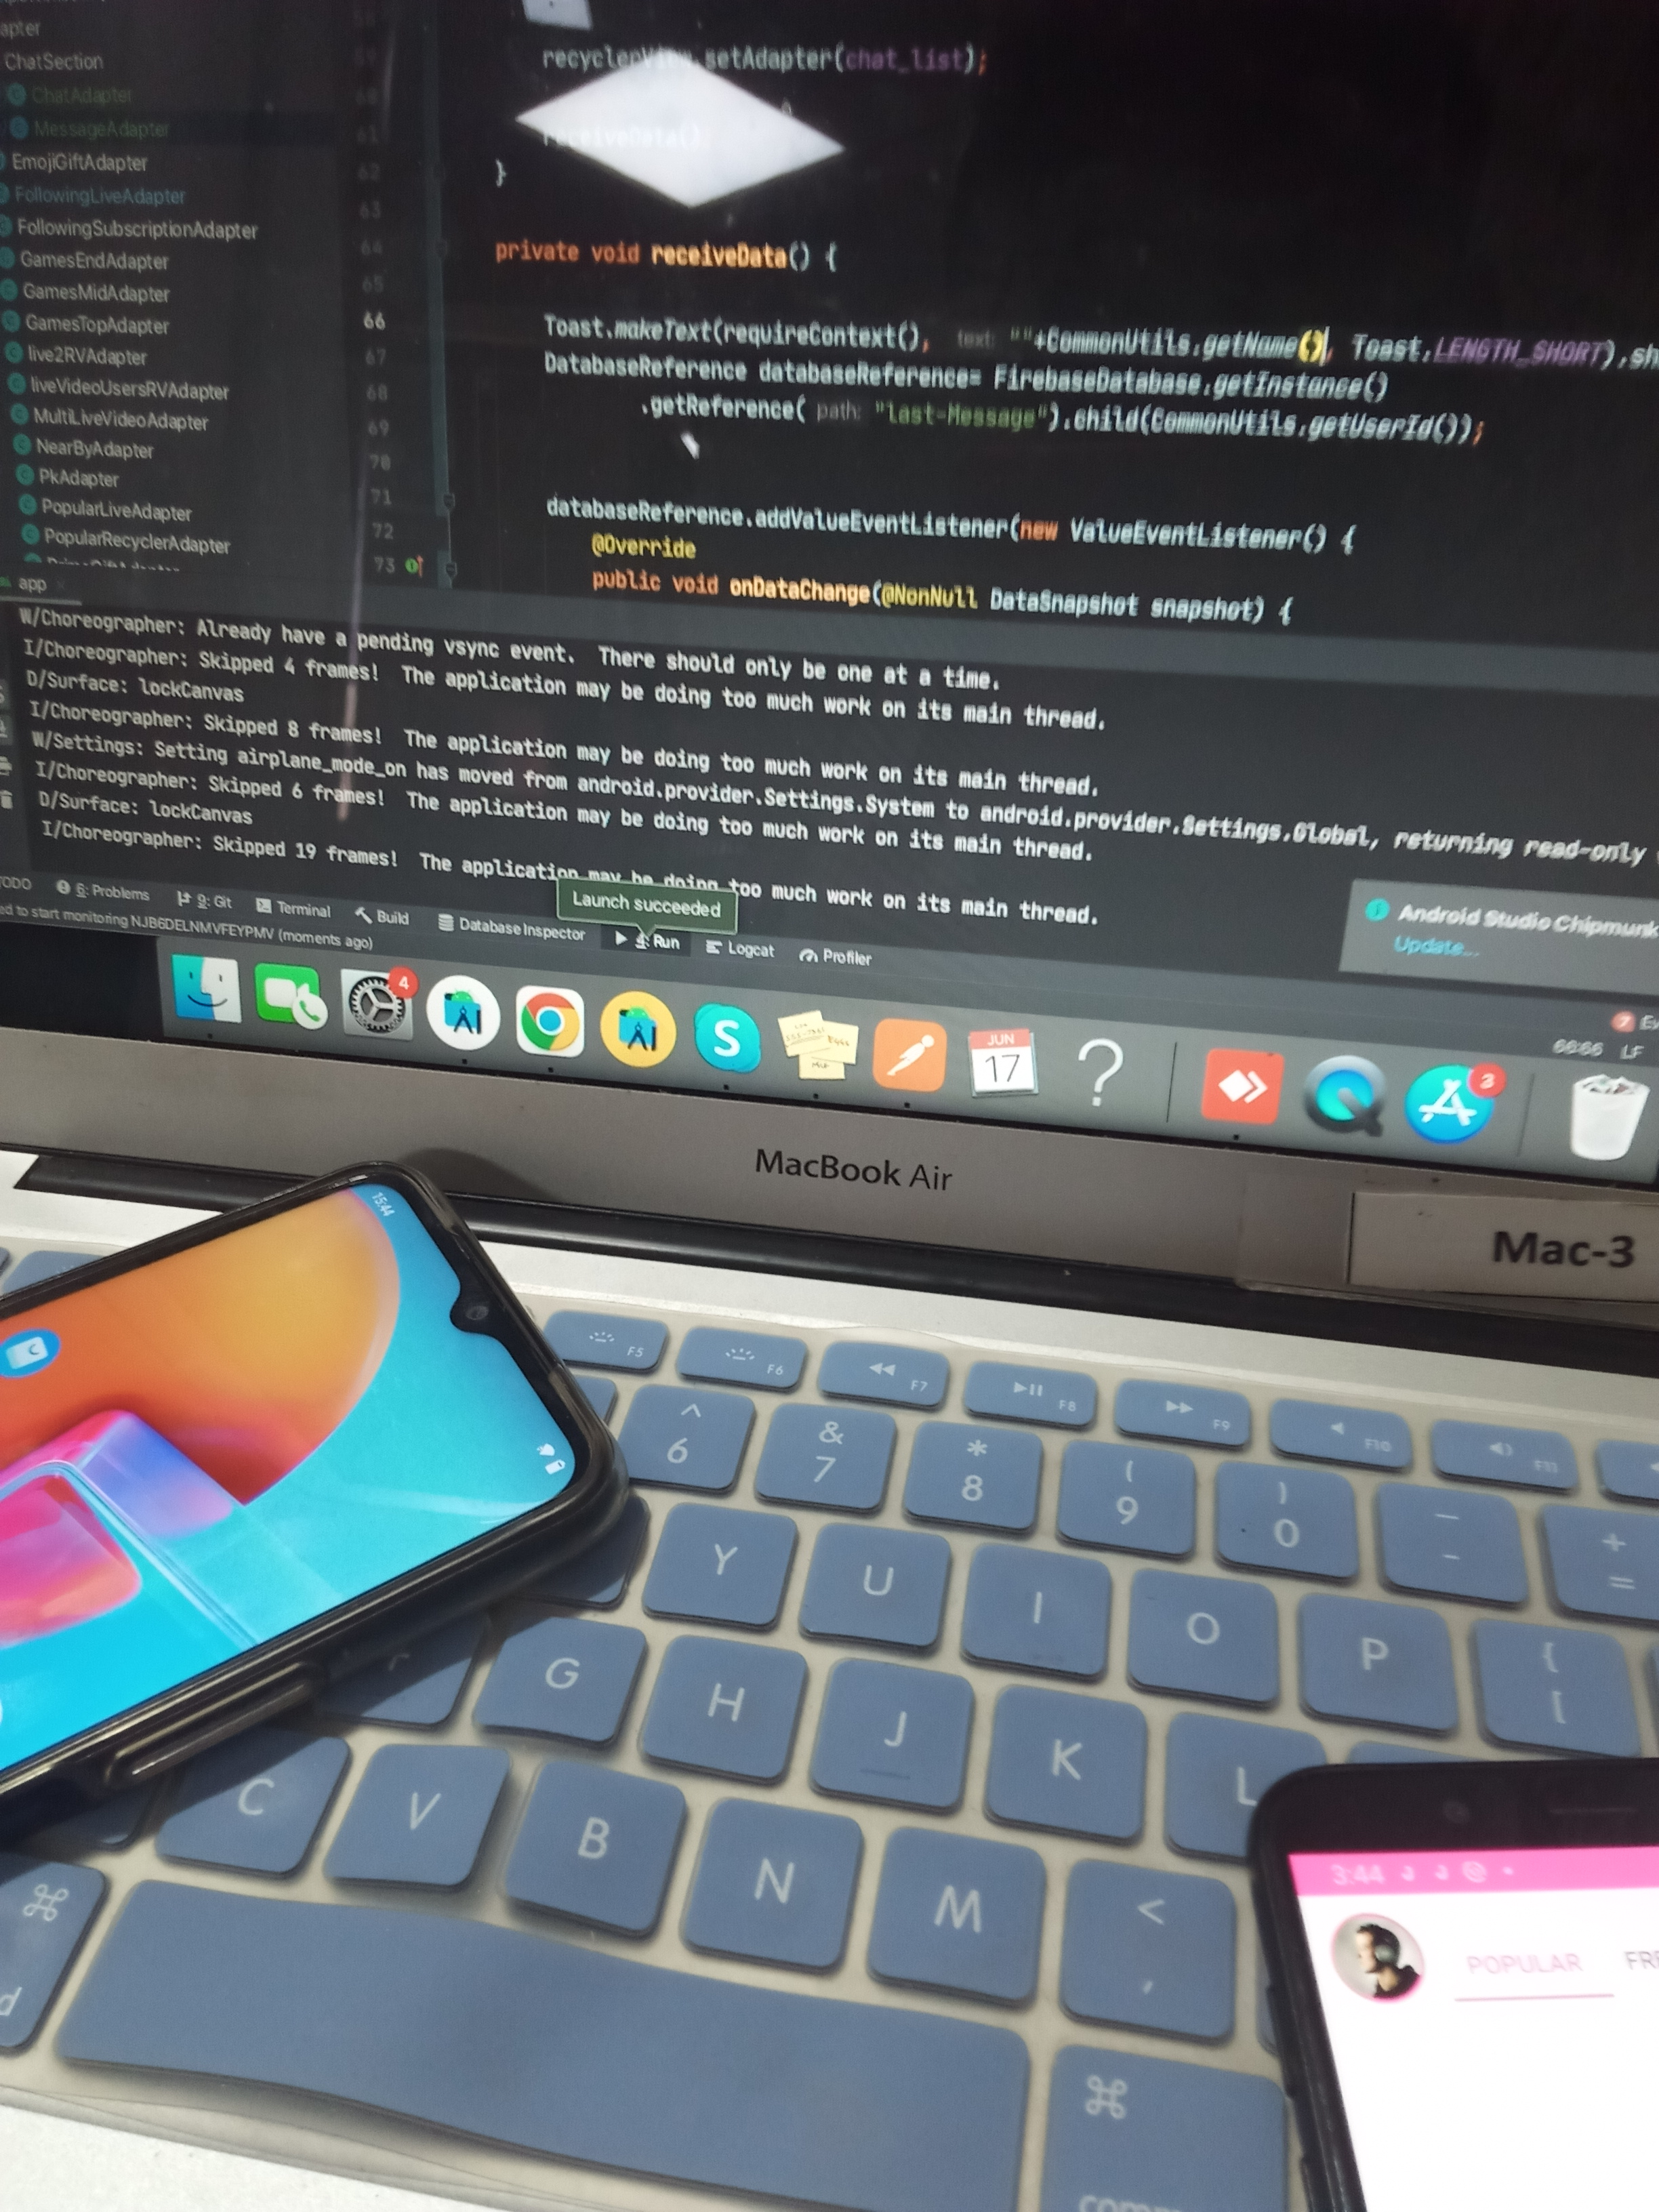 apter
ChatSection
ChatAdapter
MessageAdapter
EmojiGiftAdapter
FollowingLiveAdapter
FollowingSubscriptionAdapter
GamesEndAdapter
GamesMidAdapter
GamesTopAdapter
live2RVAdapter
liveVideoUsersRVAdapter
MultiLiveVideoAdapter
NearByAdapter
PkAdapter
PopularLiveAdapter
PopularRecyclerAdapter
59
60
61
62
63
64
65
66
67
68
69
70
71
72
73
recyclerView.setAdapter(chat_list);
receiveData()
}
private void receiveData() {
Toast.makeText(requireContext(), text: ""+CommonUtils.getName(), Toast.LENGTH_SHORT).sh
DatabaseReference databaseReference= FirebaseDatabase.getInstance()
.getReference( path: "last-Message").child(CommonUtils.getUserId());
databaseReference.addValueEventListener(new ValueEventListener() {
@Override
public void onDataChange(@NonNull DataSnapshot snapshot) {
app
W/Choreographer: Already have a pending vsync event. There should only be one at a time.
I/Choreographer: Skipped 4 frames! The application may be doing too much work on its main thread.
D/Surface: lockCanvas
I/Choreographer: Skipped 8 frames! The application may be doing too much work on its main thread.
W/Settings: Setting airplane_mode_on has moved from android.provider.Settings.System to android.provider.Settings.Global, returning read-only
I/Choreographer: Skipped 6 frames! The application may be doing too much work on its main thread.
D/Surface: lockCanvas
I/Choreographer: Skipped 19 frames! The application may be doing too much work on its main thread.
Launch succeeded
Android Studio Chipmunk
Update...
ODO 6: Problems 9: Git Terminal Build Database Inspector 4: Run Logcat Profiler
ed to start monitoring NJB6DELNMVFEYPMV (moments ago)
7 Ev
66:66 LF
4
S
JUN
17
?
3
MacBook Air
Mac-3
15:44
F5 F6 F7 F8 F9 F10 F11
^ & * ( ) — +
6 7 8 9 0 - =
Y U I O P { [
G H J K L
C V B N M < ,
⌘
d
⌘
comm
3:44
POPULAR FRE